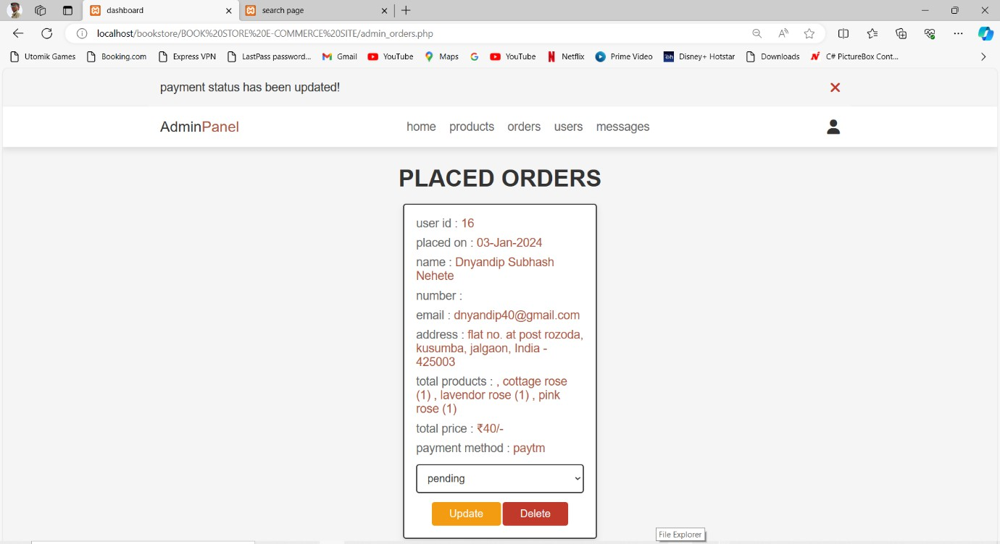 dashboard
search page
localhost/bookstore/BOOK%20STORE%20E-COMMERCE%20SITE/admin_orders.php
Utomik Games
Booking.com
Express VPN
LastPass password...
Gmail
YouTube
Maps
YouTube
Netflix
Prime Video
Disney+ Hotstar
Downloads
C# PictureBox Cont...
payment status has been updated!
AdminPanel
home
products
orders
users
messages
PLACED ORDERS
user id : 16
placed on : 03-Jan-2024
name : Dnyandip Subhash
Nehete
number :
email : dnyandip40@gmail.com
address : flat no. at post rozoda,
kusumba, jalgaon, India -
425003
total products : , cottage rose
(1) , lavendor rose (1) , pink
rose (1)
total price : ₹40/-
payment method : paytm
pending
Update
Delete
File Explorer